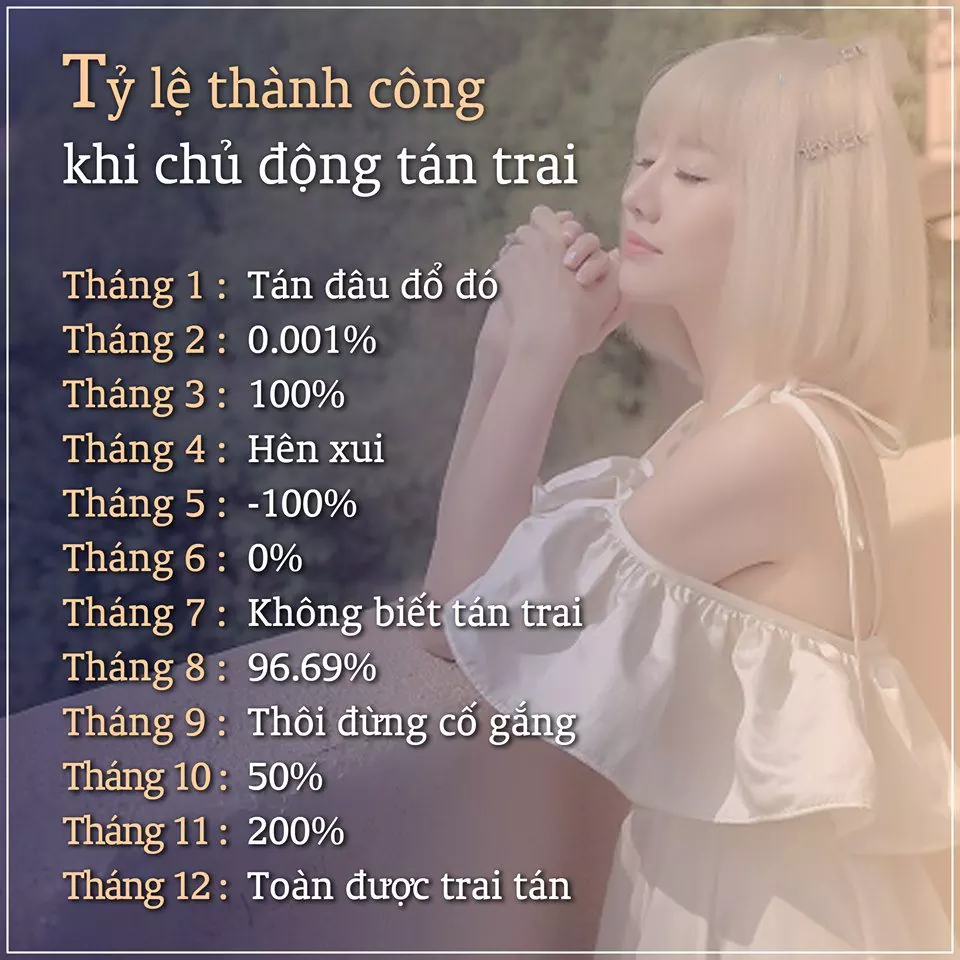 Tỷ lệ thành công
khi chủ động tán trai
Tháng 1 : Tán đâu đổ đó
Tháng 2 : 0.001%
Tháng 3 : 100%
Tháng 4 : Hên xui
Tháng 5 : -100%
Tháng 6 : 0%
Tháng 7 : Không biết tán trai
Tháng 8 : 96.69%
Tháng 9 : Thôi đừng cố gắng
Tháng 10 : 50%
Tháng 11 : 200%
Tháng 12 : Toàn được trai tán